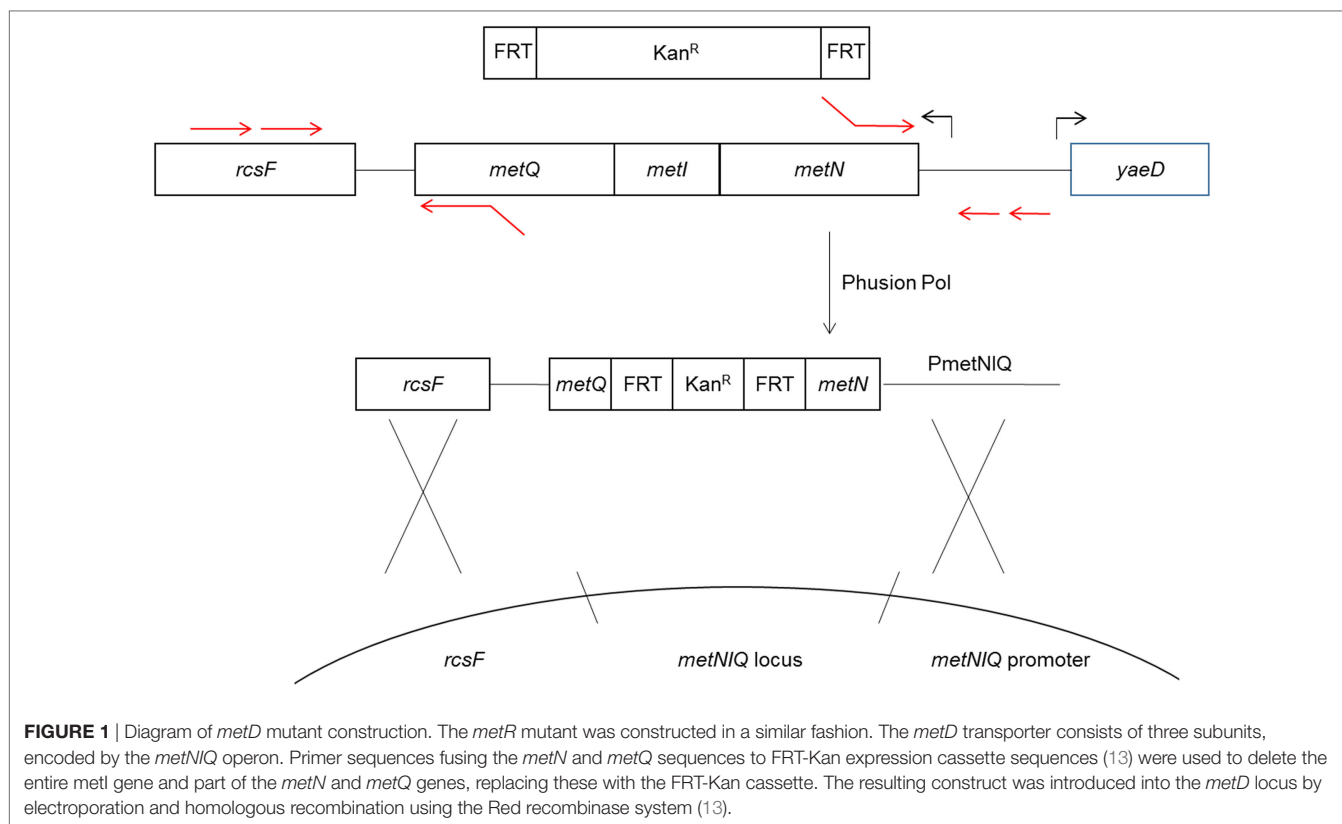 FRT Kan^R FRT
rcsF metQ metI metN yaeD
Phusion Pol
PmetNIQ
rcsF metQ FRT Kan^R FRT metN
rcsF metNIQ locus metNIQ promoter
FIGURE 1 | Diagram of metD mutant construction. The metR mutant was constructed in a similar fashion. The metD transporter consists of three subunits,
encoded by the metNIQ operon. Primer sequences fusing the metN and metQ sequences to FRT-Kan expression cassette sequences (13) were used to delete the
entire metI gene and part of the metN and metQ genes, replacing these with the FRT-Kan cassette. The resulting construct was introduced into the metD locus by
electroporation and homologous recombination using the Red recombinase system (13).